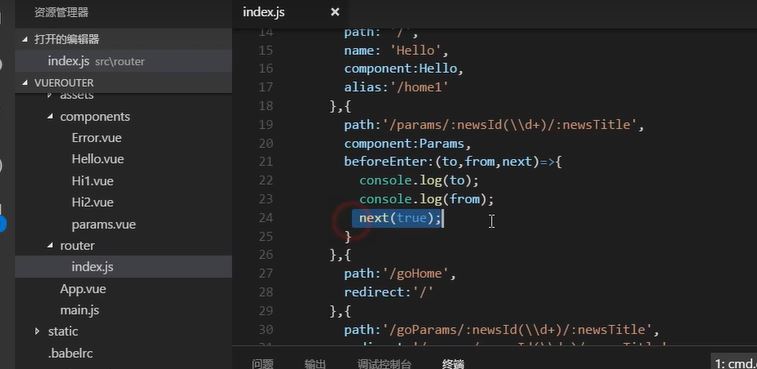 资源管理器
打开的编辑器
index.js src\router
VUEROUTER
assets
components
Error.vue
Hello.vue
Hi1.vue
Hi2.vue
params.vue
router
index.js
App.vue
main.js
static
.babelrc
index.js ×
14 path: '/',
15 name: 'Hello',
16 component:Hello,
17 alias:'/home1'
18 },{
19 path:'/params/:newsId(\\d+)/:newsTitle',
20 component:Params,
21 beforeEnter:(to,from,next)=>{
22 console.log(to);
23 console.log(from);
24 next(true);
25 }
26 },{
27 path:'/goHome',
28 redirect:'/'
29 },{
30 path:'/goParams/:newsId(\\d+)/:newsTitle',
问题 输出 调试控制台 终端
1: cmd.